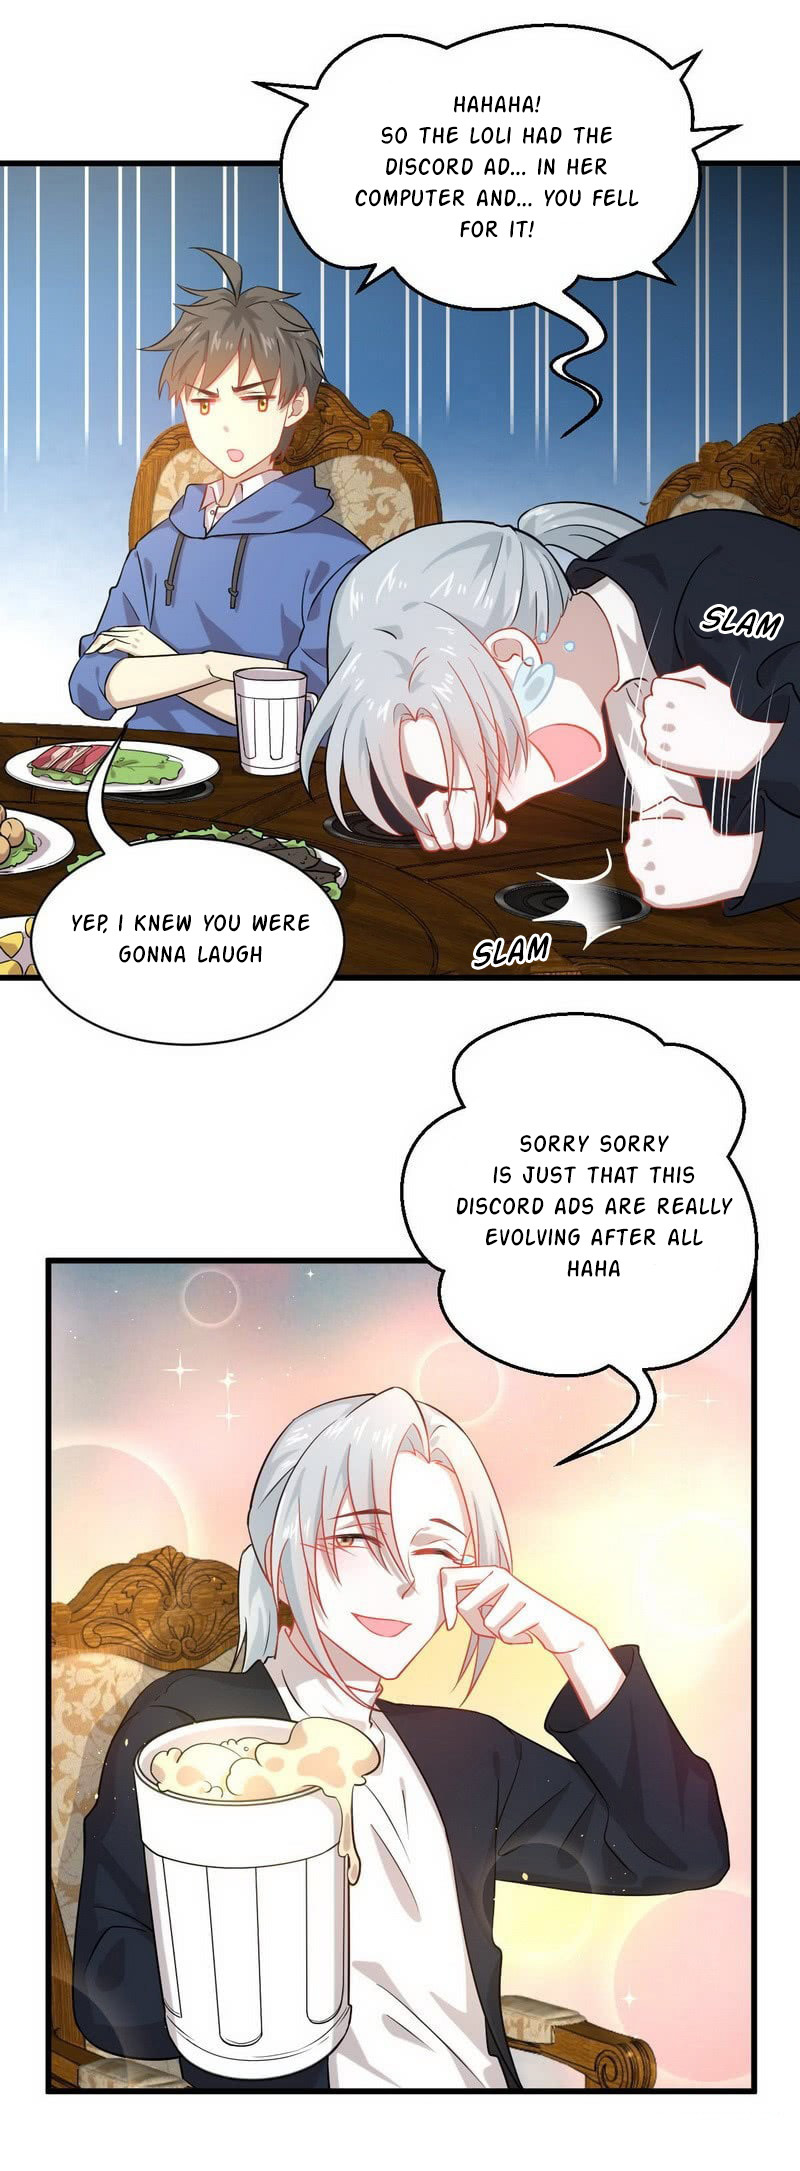 HAHAHA!
SO THE LOLI HAD THE
DISCORD AD... IN HER
COMPUTER AND... YOU FELL
FOR IT!
SLAM
YEP, I KNEW YOU WERE
GONNA LAUGH
SLAM
SORRY SORRY
IS JUST THAT THIS
DISCORD ADS ARE REALLY
EVOLVING AFTER ALL
HAHA